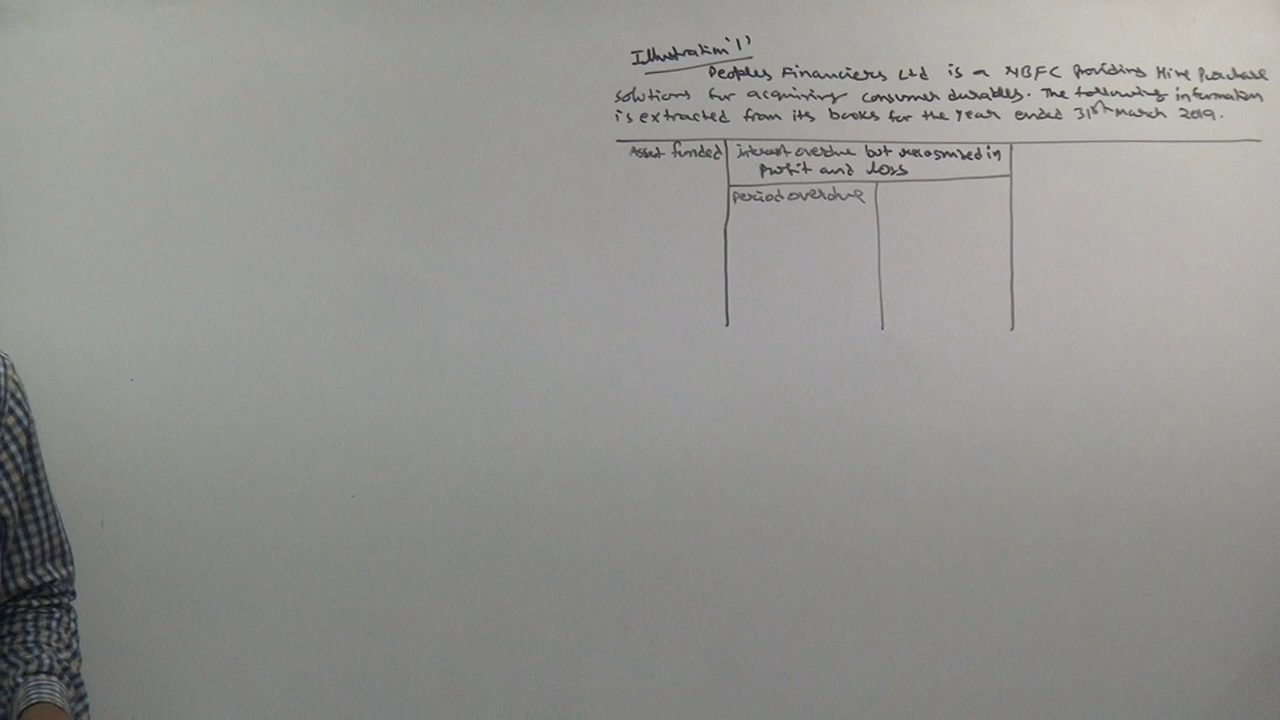 Illustration '1'
Peoples Financiers Ltd is a NBFC Providing Hire Purchase
solutions for acquiring consumer durables. The following information
is extracted from its books for the year ended 31st March 2019.
Asset funded
interest overdue but recognised in
Profit and loss
period overdue